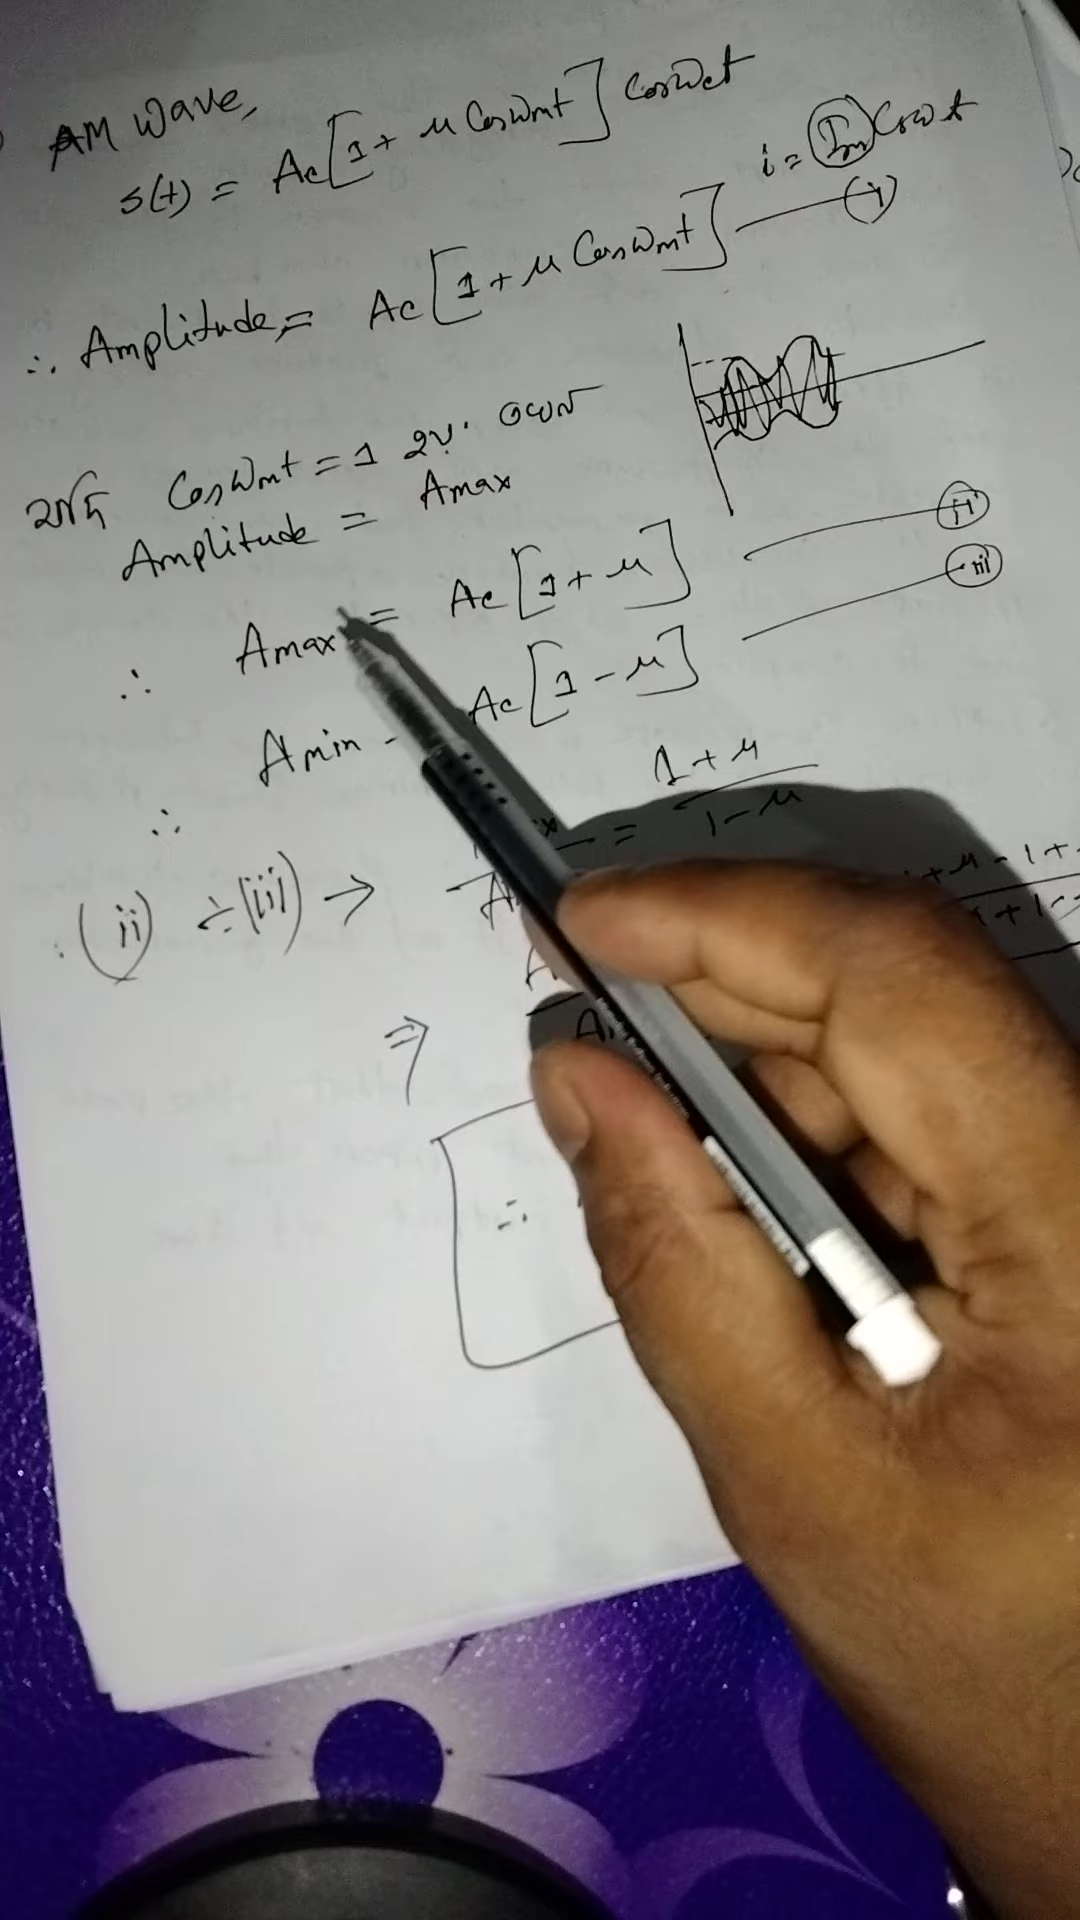 AM Wave,
s(t) = Ac[1 + μ Cosωmt] Cosωct
i = Im Cosωt
∴ Amplitude, = Ac[1 + μ Cosωmt] (i)
যখন Cosωmt = 1 হয়. তখন
Amplitude = Amax
∴ Amax = Ac[1 + μ] (ii)
∴ Amin = Ac[1 - μ] (iii)
(ii) ÷ (iii) → = 1+μ / 1-μ
⇒
∴